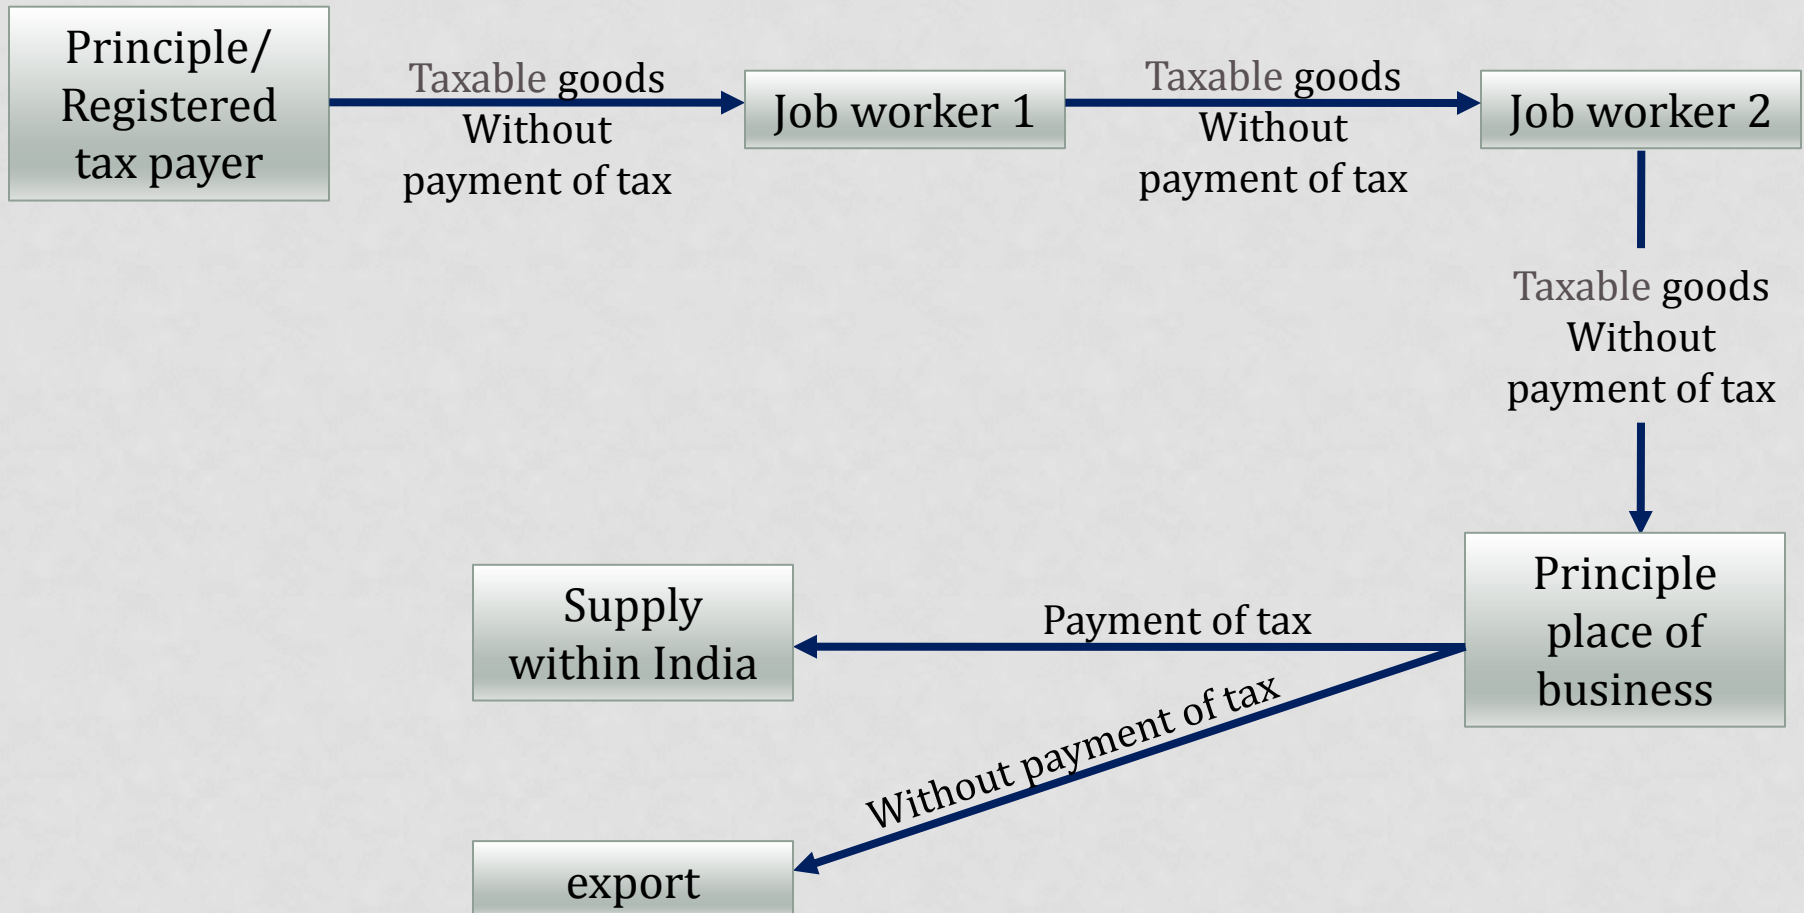 Principle/
Registered
tax payer
Taxable goods
Without
payment of tax
Job worker 1
Taxable goods
Without
payment of tax
Job worker 2
Taxable goods
Without
payment of tax
Principle
place of
business
Payment of tax
Supply
within India
Without payment of tax
export